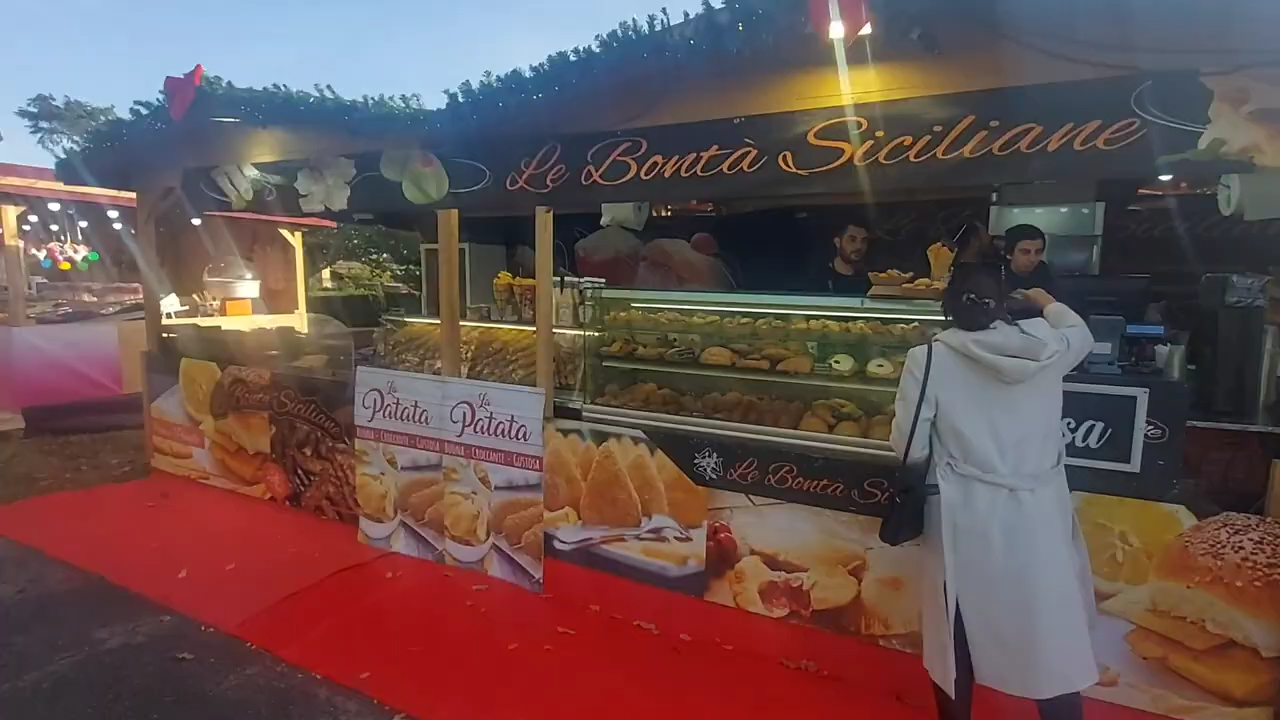 Le Bontà Siciliane
Bontà Siciliane
La
Patata
BUONA - CROCCANTE - GUSTOSA
La
Patata
BUONA - CROCCANTE - GUSTOSA
Le Bontà Si
sa